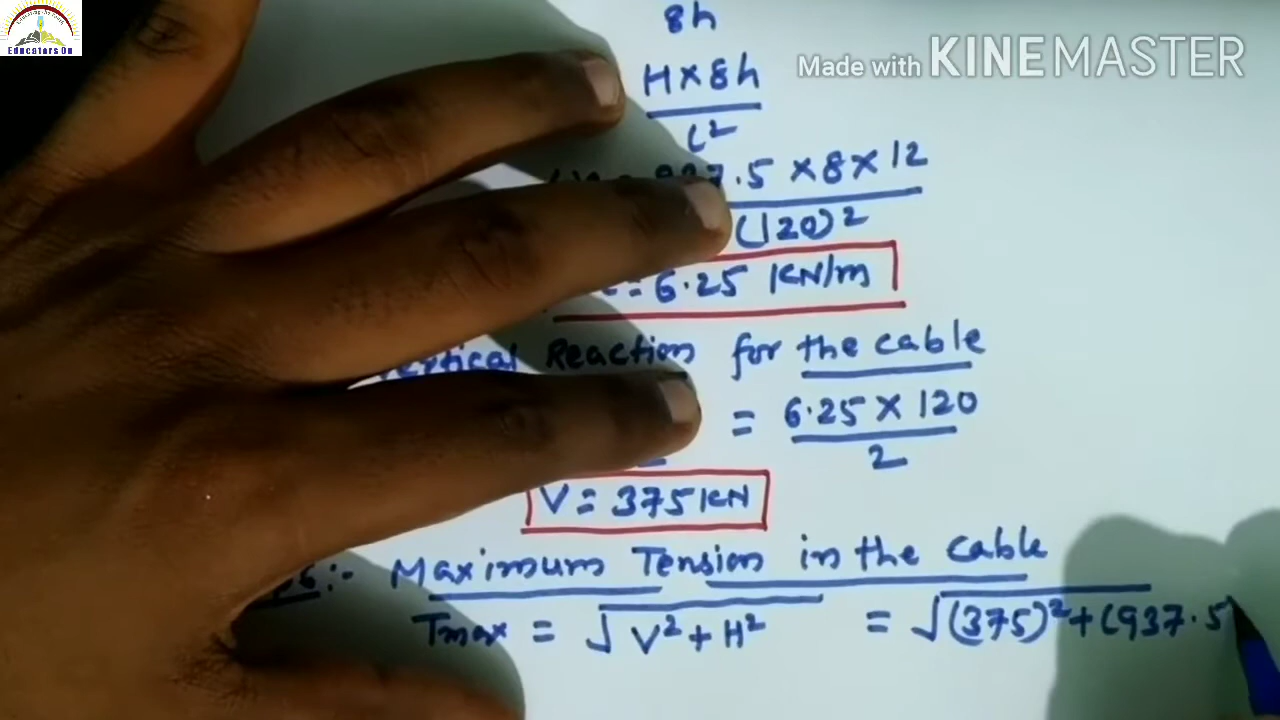 Educators On
Made with KINEMASTER
8h
H×8h
L²
.5 ×8×12
(120)²
=6.25 KN/m
Reaction for the cable
= 6.25 × 120
2
V = 375 KN
:- Maximum Tension in the cable
Tmax = √V²+H² = √(375)²+(937.5